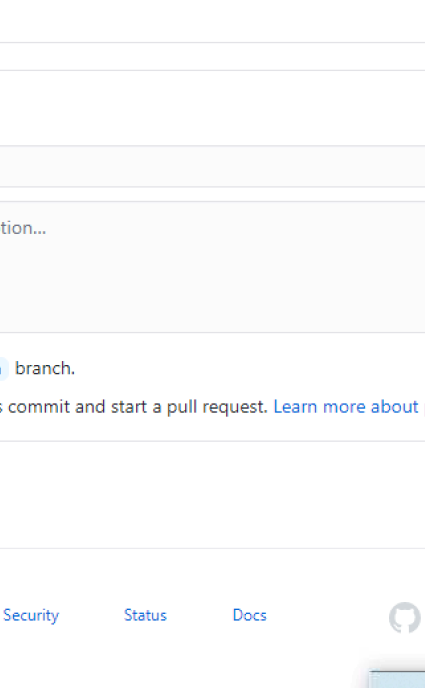 tion...
branch.
commit and start a pull request. Learn more about
Security Status Docs